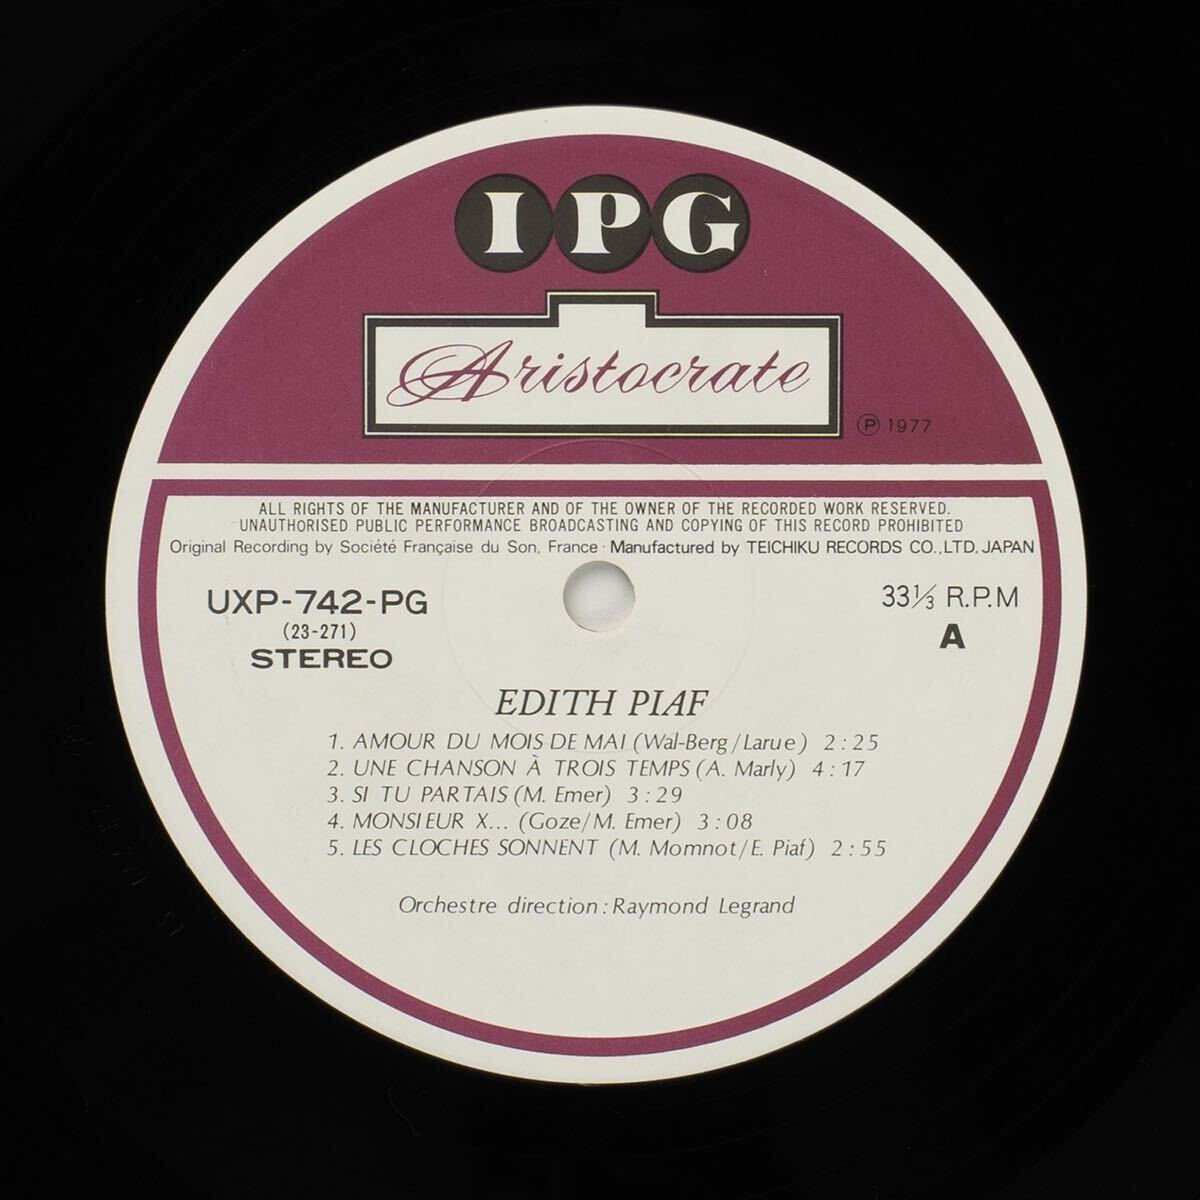 IPG
Aristocrate
Ⓟ 1977
ALL RIGHTS OF THE MANUFACTURER AND OF THE OWNER OF THE RECORDED WORK RESERVED.
UNAUTHORISED PUBLIC PERFORMANCE BROADCASTING AND COPYING OF THIS RECORD PROHIBITED
Original Recording by Société Française du Son, France · Manufactured by TEICHIKU RECORDS CO.,LTD, JAPAN
UXP-742-PG
(23-271)
STEREO
33⅓ R.P.M
A
EDITH PIAF
1. AMOUR DU MOIS DE MAI (Wal-Berg/Larue) 2:25
2. UNE CHANSON À TROIS TEMPS (A. Marly) 4:17
3. SI TU PARTAIS (M. Emer) 3:29
4. MONSIEUR X... (Goze/M. Emer) 3:08
5. LES CLOCHES SONNENT (M. Momnot/E. Piaf) 2:55
Orchestre direction: Raymond Legrand